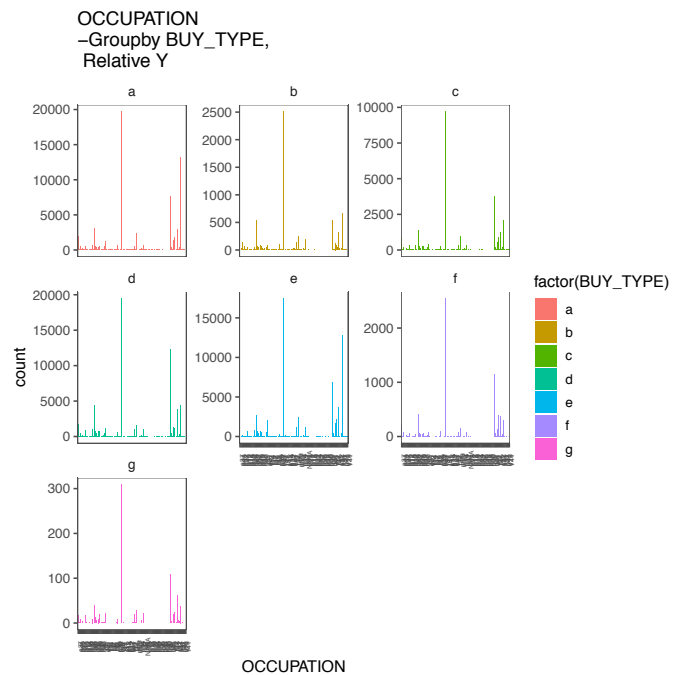 OCCUPATION
−Groupby BUY_TYPE,
Relative Y
a
b
c
20000
15000
10000
5000
0
2500
2000
1500
1000
500
0
10000
7500
5000
2500
0
d
e
f
20000
15000
10000
5000
0
15000
10000
5000
0
2000
1000
0
g
300
200
100
0
count
OCCUPATION
factor(BUY_TYPE)
a
b
c
d
e
f
g